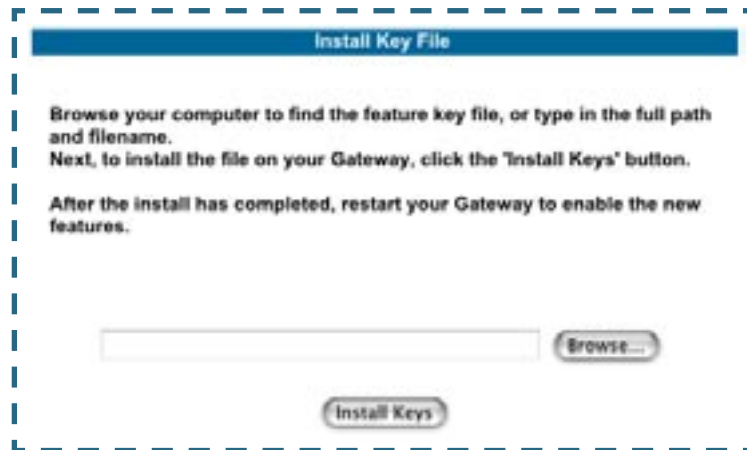 Install Key File
Browse your computer to find the feature key file, or type in the full path
and filename.
Next, to install the file on your Gateway, click the 'Install Keys' button.
After the install has completed, restart your Gateway to enable the new
features.
Browse...
Install Keys